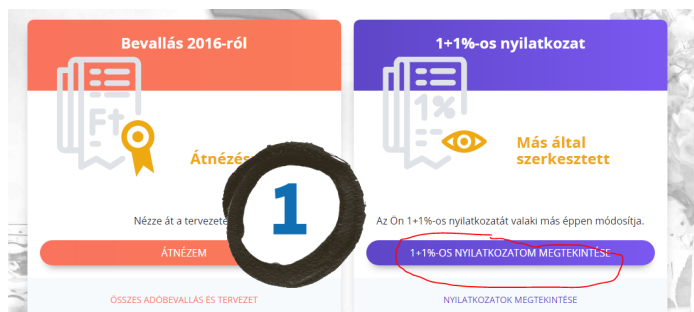 Bevallás 2016-ról
Ft
Átnézés
Nézze át a
ÁTNÉZEM
ÖSSZES ADÓBEVALLÁS ÉS TERVEZET
1
1+1%-os nyilatkozat
1%
Más által
szerkesztett
Az Ön 1+1%-os nyilatkozatát valaki más éppen módosítja.
1+1%-OS NYILATKOZATOM MEGTEKINTÉSE
NYILATKOZATOK MEGTEKINTÉSE